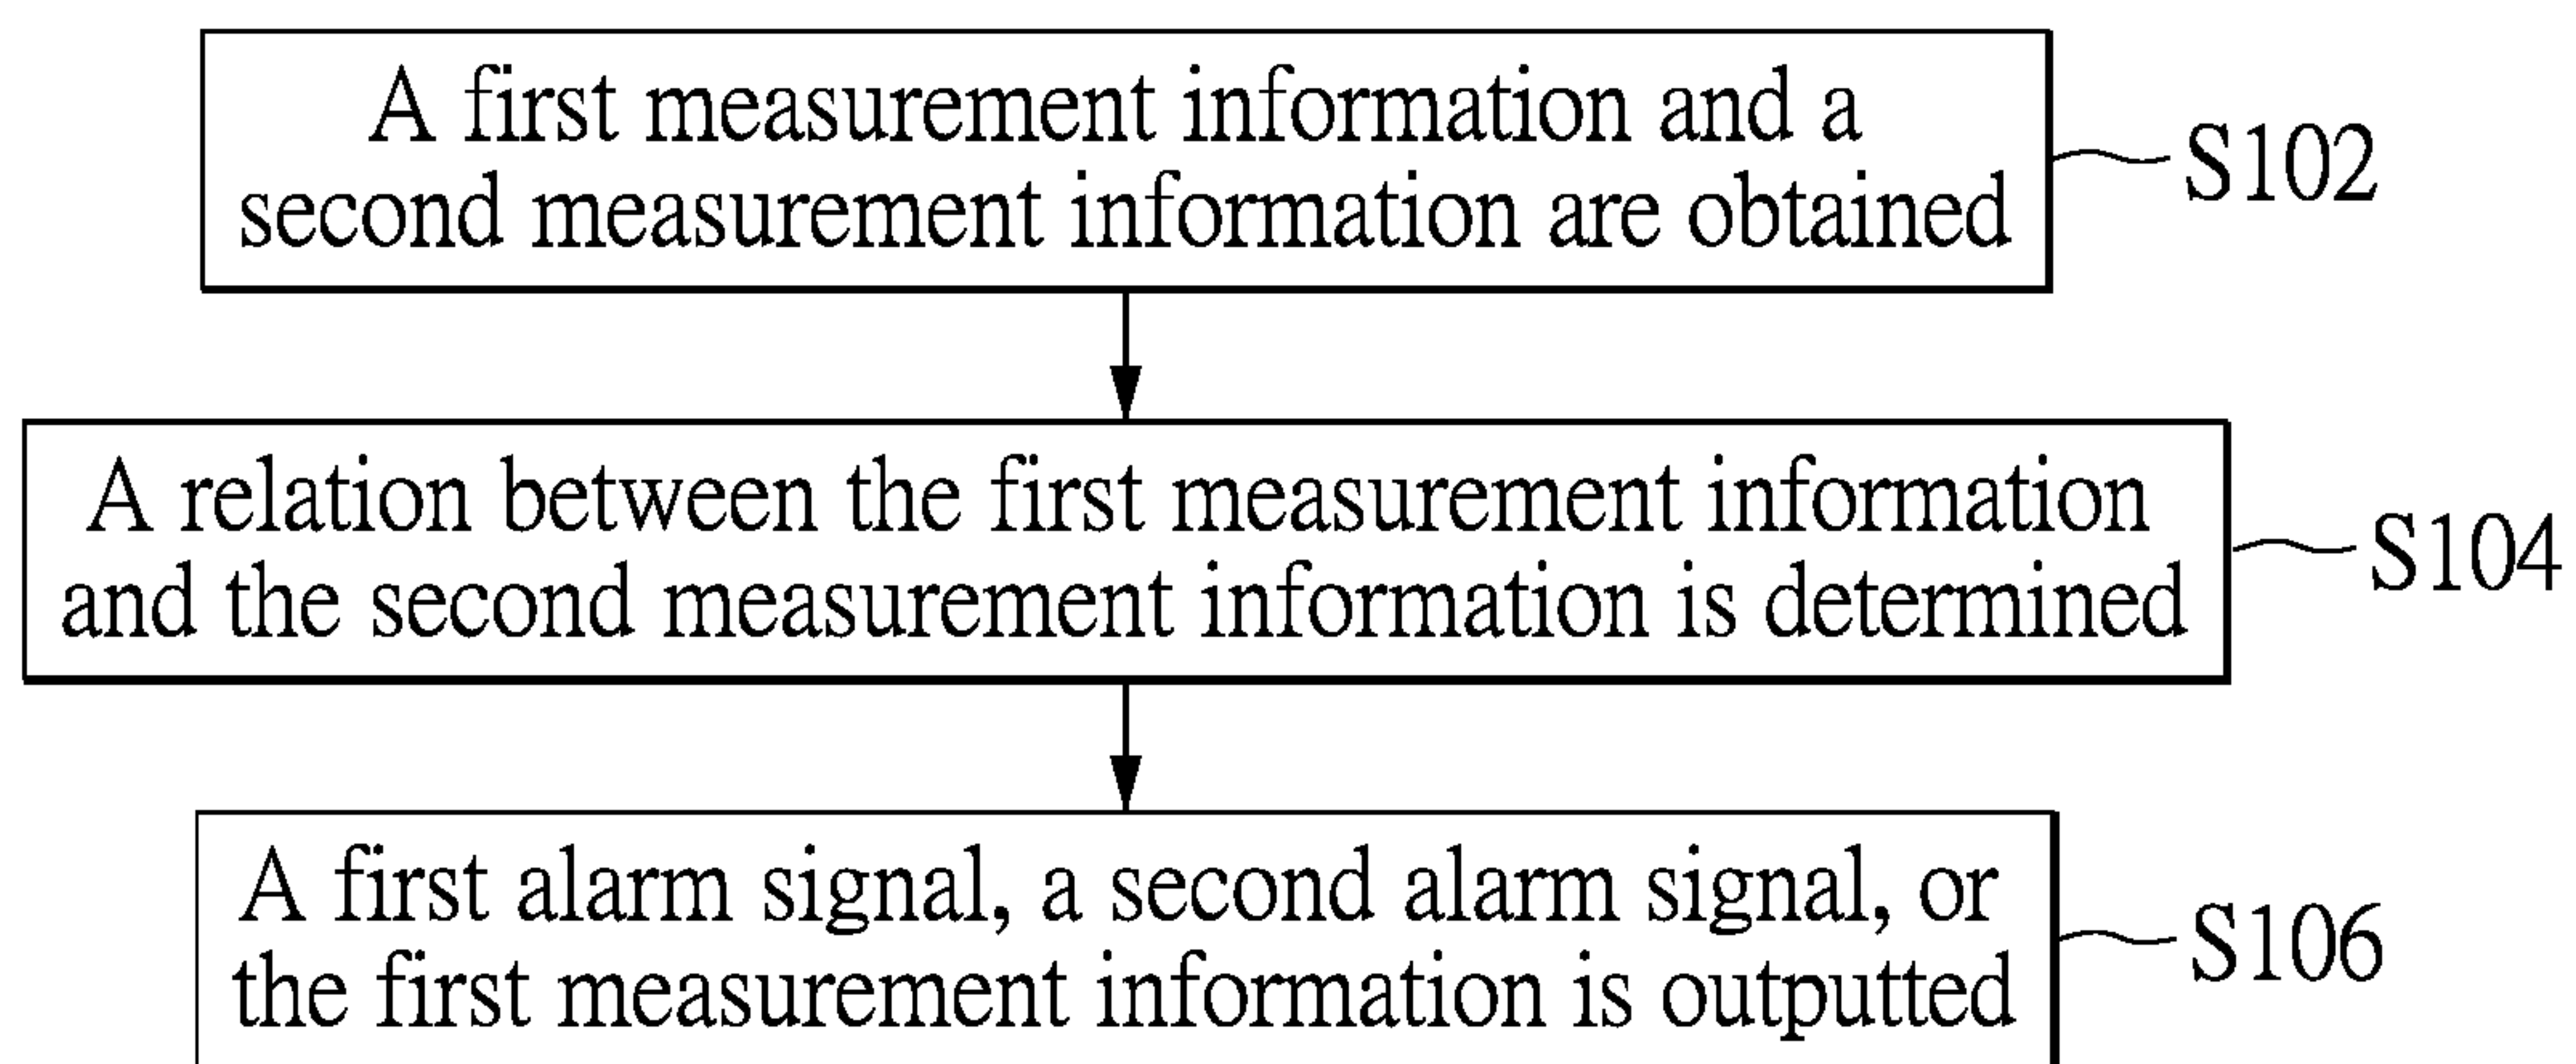 A first measurement information and a
second measurement information are obtained
S102
A relation between the first measurement information
and the second measurement information is determined
S104
A first alarm signal, a second alarm signal, or
the first measurement information is outputted
S106